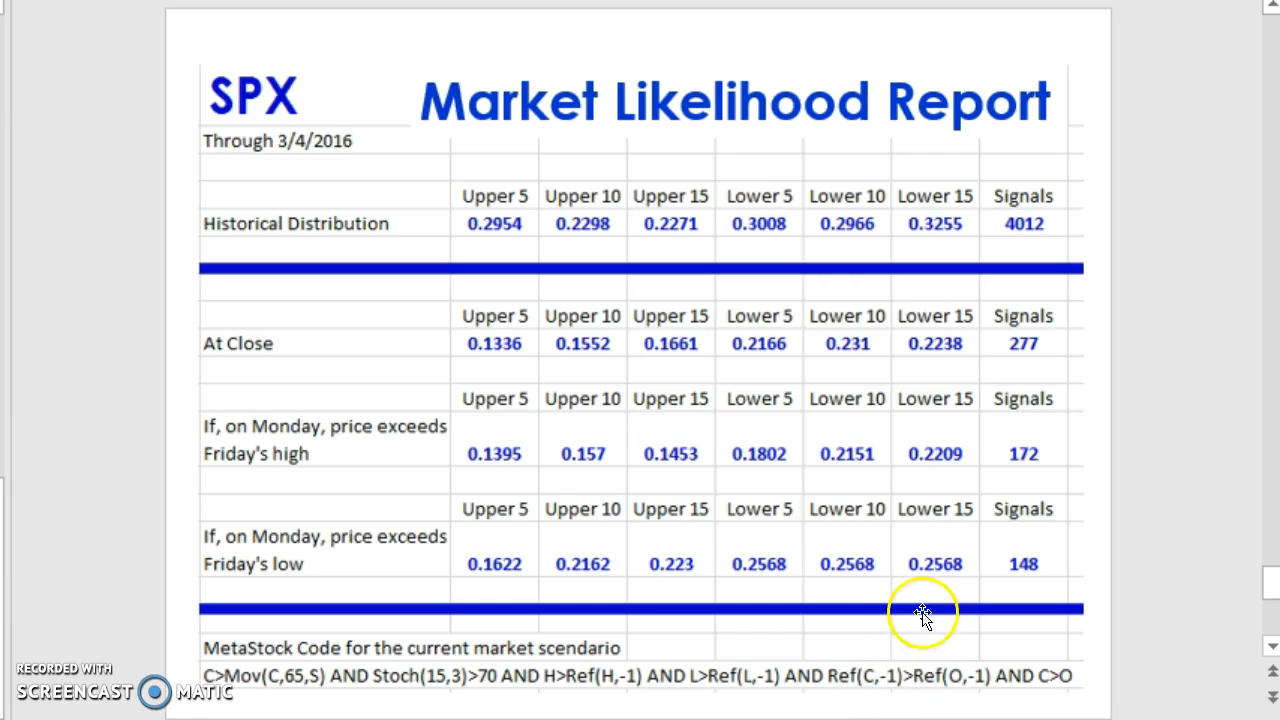 SPX Market Likelihood Report
Through 3/4/2016
Upper 5 Upper 10 Upper 15 Lower 5 Lower 10 Lower 15 Signals
Historical Distribution 0.2954 0.2298 0.2271 0.3008 0.2966 0.3255 4012
Upper 5 Upper 10 Upper 15 Lower 5 Lower 10 Lower 15 Signals
At Close 0.1336 0.1552 0.1661 0.2166 0.231 0.2238 277
Upper 5 Upper 10 Upper 15 Lower 5 Lower 10 Lower 15 Signals
If, on Monday, price exceeds
Friday's high 0.1395 0.157 0.1453 0.1802 0.2151 0.2209 172
Upper 5 Upper 10 Upper 15 Lower 5 Lower 10 Lower 15 Signals
If, on Monday, price exceeds
Friday's low 0.1622 0.2162 0.223 0.2568 0.2568 0.2568 148
MetaStock Code for the current market scendario
C>Mov(C,65,S) AND Stoch(15,3)>70 AND H>Ref(H,-1) AND L>Ref(L,-1) AND Ref(C,-1)>Ref(O,-1) AND C>O
RECORDED WITH
SCREENCAST MATIC